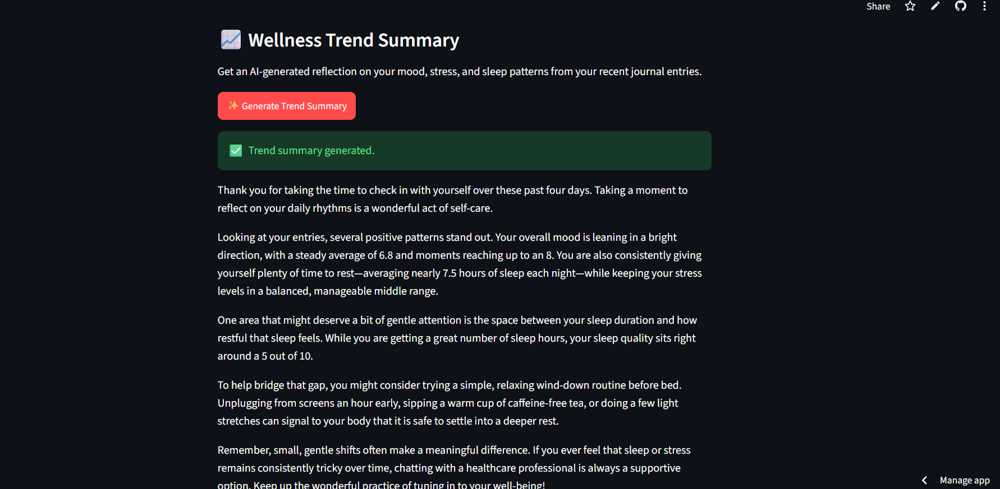 Share
Wellness Trend Summary
Get an AI-generated reflection on your mood, stress, and sleep patterns from your recent journal entries.
✨ Generate Trend Summary
✅ Trend summary generated.
Thank you for taking the time to check in with yourself over these past four days. Taking a moment to
reflect on your daily rhythms is a wonderful act of self-care.
Looking at your entries, several positive patterns stand out. Your overall mood is leaning in a bright
direction, with a steady average of 6.8 and moments reaching up to an 8. You are also consistently giving
yourself plenty of time to rest—averaging nearly 7.5 hours of sleep each night—while keeping your stress
levels in a balanced, manageable middle range.
One area that might deserve a bit of gentle attention is the space between your sleep duration and how
restful that sleep feels. While you are getting a great number of sleep hours, your sleep quality sits right
around a 5 out of 10.
To help bridge that gap, you might consider trying a simple, relaxing wind-down routine before bed.
Unplugging from screens an hour early, sipping a warm cup of caffeine-free tea, or doing a few light
stretches can signal to your body that it is safe to settle into a deeper rest.
Remember, small, gentle shifts often make a meaningful difference. If you ever feel that sleep or stress
remains consistently tricky over time, chatting with a healthcare professional is always a supportive
option. Keep up the wonderful practice of tuning in to your well-being!
Manage app